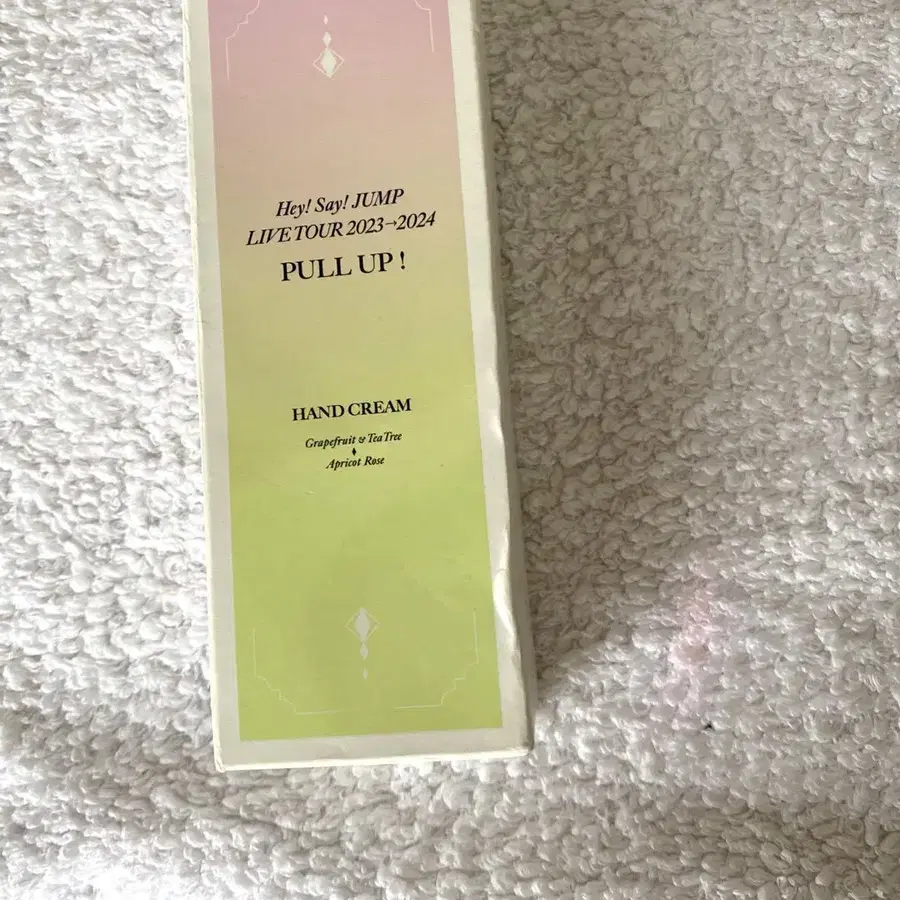 Hey! Say! JUMP
LIVE TOUR 2023→2024
PULL UP!
HAND CREAM
Grapefruit & Tea Tree
Apricot Rose